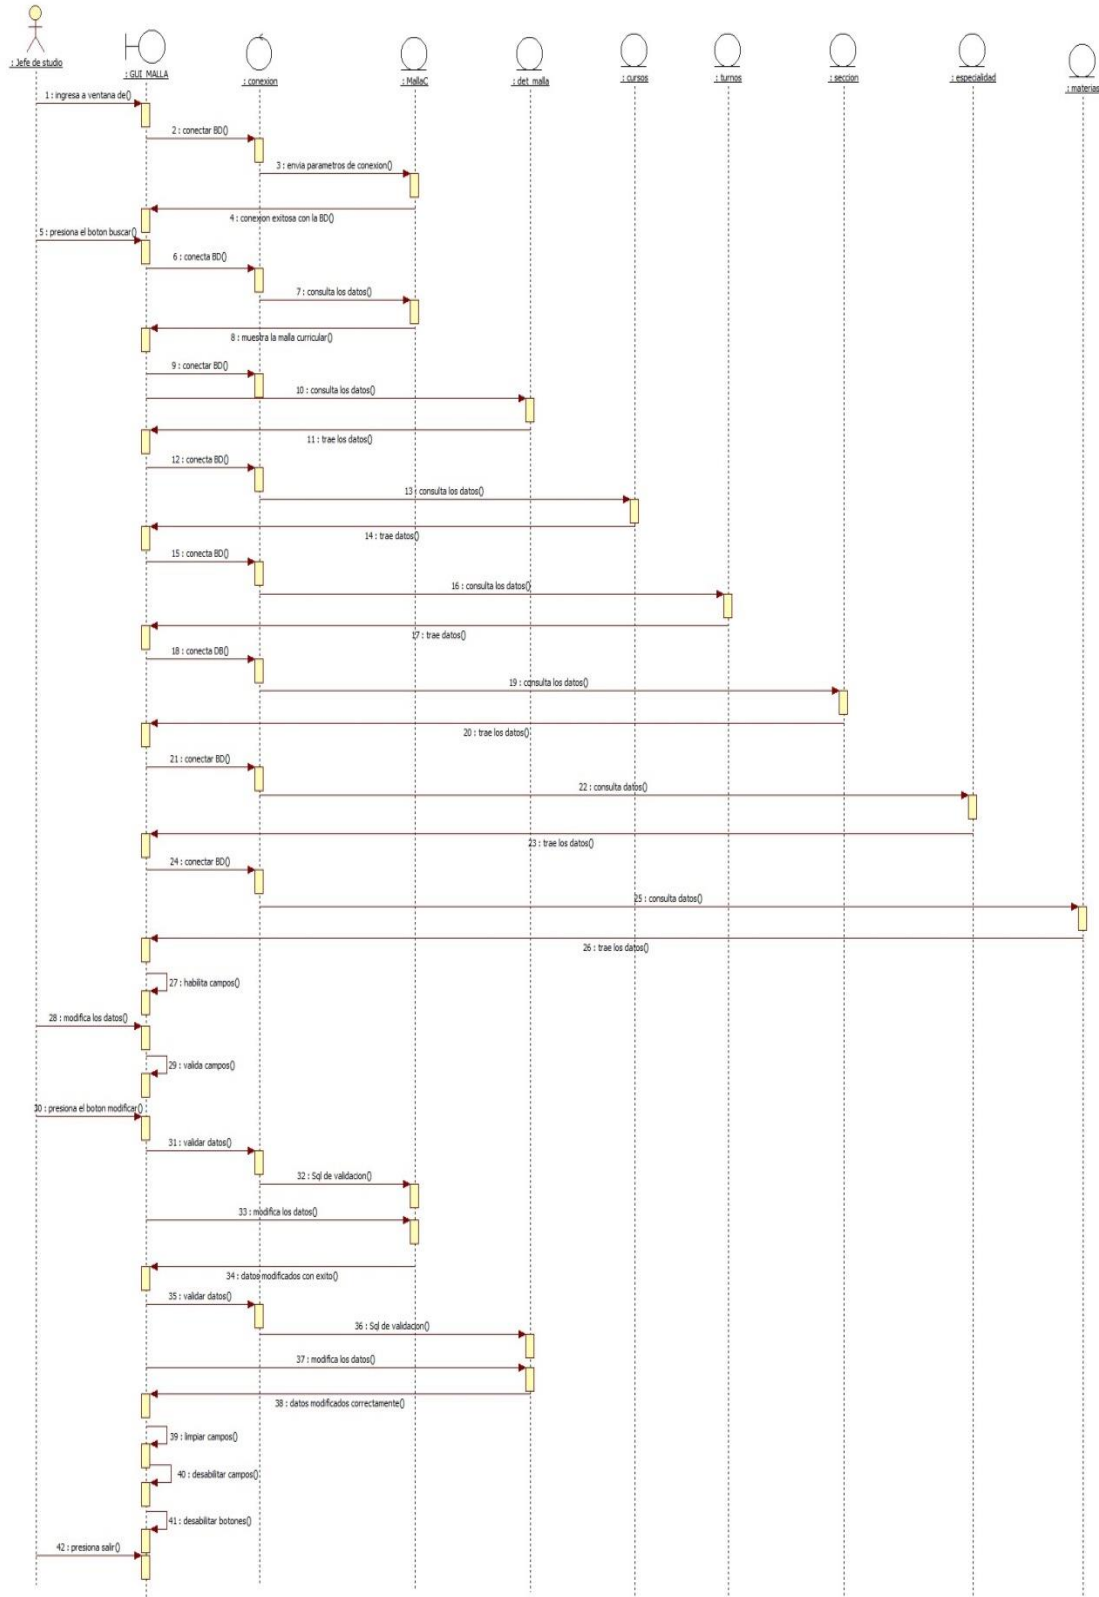 : Jefe de studio
: GUI_MALLA
: conexion
: MallaC
: det_malla
: cursos
: turnos
: seccion
: especialidad
: materias
1 : ingresa a ventana de()
2 : conectar BD()
3 : envia parametros de conexion()
4 : conexion exitosa con la BD()
5 : presiona el boton buscar()
6 : conecta BD()
7 : consulta los datos()
8 : muestra la malla curricular()
9 : conectar BD()
10 : consulta los datos()
11 : trae los datos()
12 : conecta BD()
13 : consulta los datos()
14 : trae datos()
15 : conecta BD()
16 : consulta los datos()
17 : trae datos()
18 : conecta DB()
19 : consulta los datos()
20 : trae los datos()
21 : conectar BD()
22 : consulta datos()
23 : trae los datos()
24 : conectar BD()
25 : consulta datos()
26 : trae los datos()
27 : habilita campos()
28 : modifica los datos()
29 : valida campos()
30 : presiona el boton modificar()
31 : validar datos()
32 : Sql de validacion()
33 : modifica los datos()
34 : datos modificados con exito()
35 : validar datos()
36 : Sql de validacion()
37 : modifica los datos()
38 : datos modificados correctamente()
39 : limpiar campos()
40 : desabilitar campos()
41 : desabilitar botones()
42 : presiona salir()